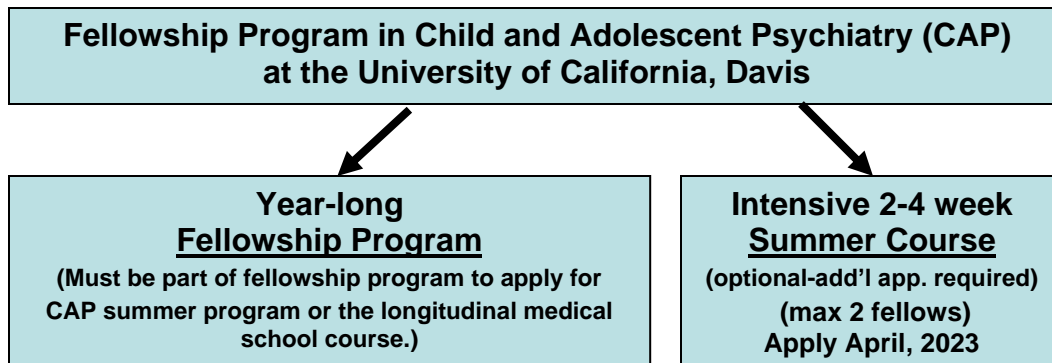 Fellowship Program in Child and Adolescent Psychiatry (CAP)
at the University of California, Davis
Year-long
Fellowship Program
(Must be part of fellowship program to apply for
CAP summer program or the longitudinal medical
school course.)
Intensive 2-4 week
Summer Course
(optional-add'l app. required)
(max 2 fellows)
Apply April, 2023